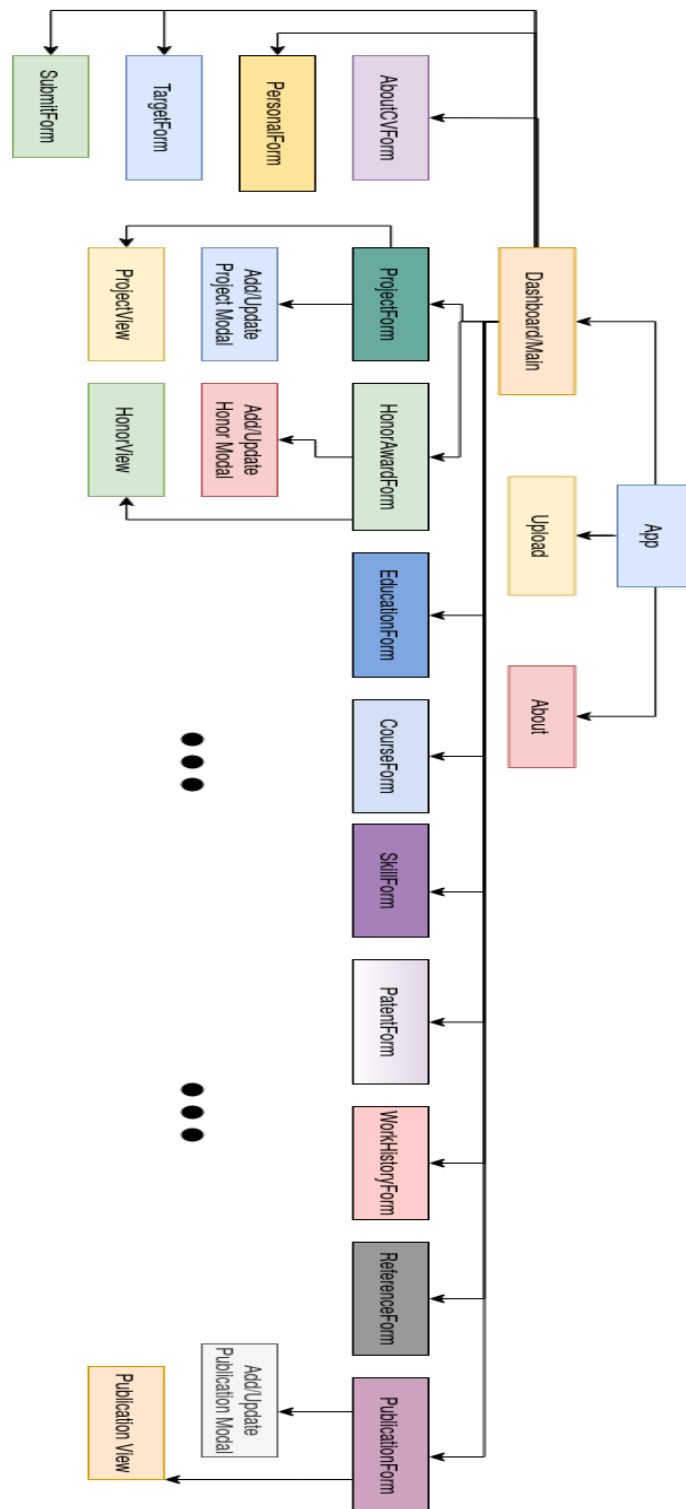 App
Dashboard/Main
Upload
About
AboutCVForm
ProjectForm
HonorAwardForm
EducationForm
CourseForm
SkillForm
PatentForm
WorkHistoryForm
ReferenceForm
PublicationForm
PersonalForm
Add/Update
Project Modal
Add/Update
Honor Modal
Add/Update
Publication Modal
TargetForm
ProjectView
HonorView
Publication View
SubmitForm